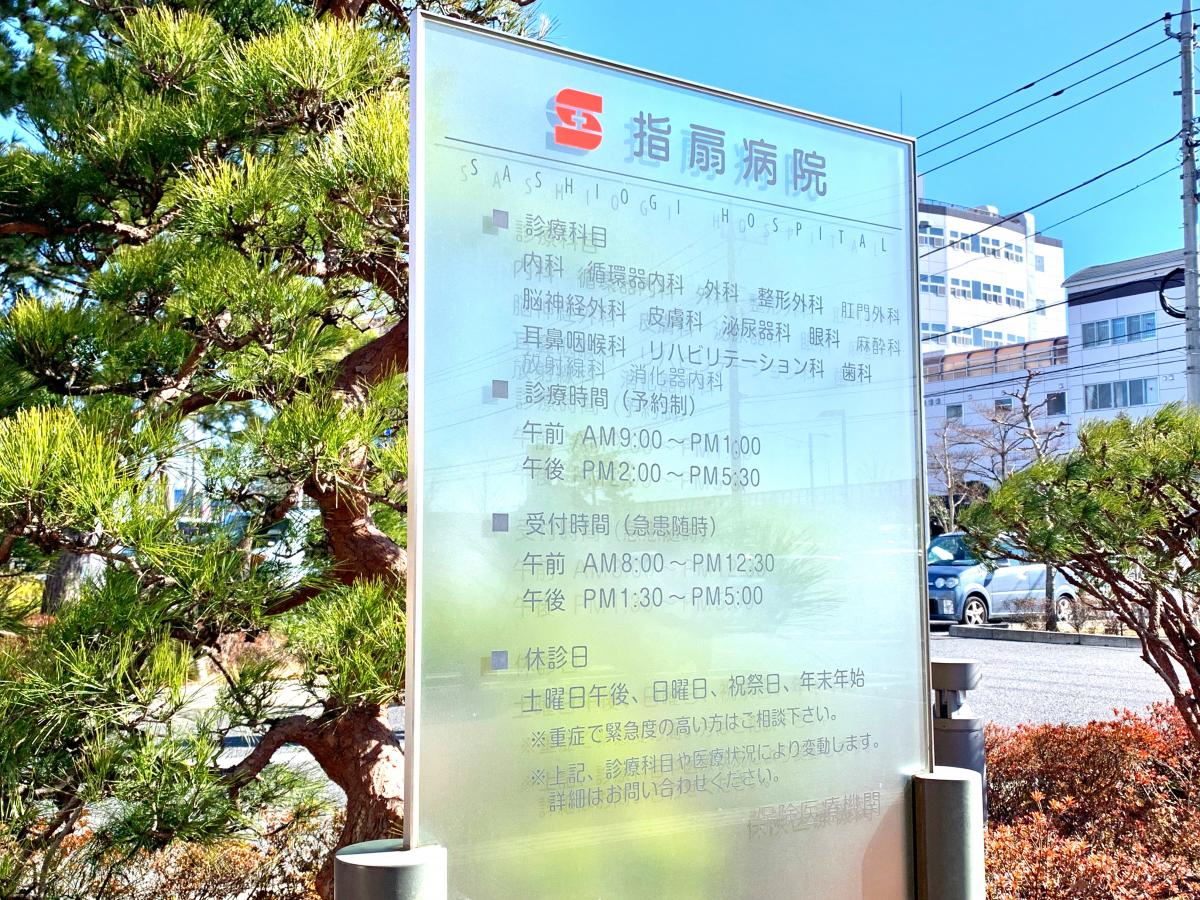 指扇病院
SASHIOGI HOSPITAL
■ 診療科目
内科 循環器内科 外科 整形外科 肛門外科
脳神経外科 皮膚科 泌尿器科 眼科 麻酔科
耳鼻咽喉科 リハビリテーション科 歯科
放射線科 消化器内科
■ 診療時間（予約制）
午前 AM9:00～PM1:00
午後 PM2:00～PM5:30
■ 受付時間（急患随時）
午前 AM8:00～PM12:30
午後 PM1:30～PM5:00
■ 休診日
土曜日午後、日曜日、祝祭日、年末年始
※重症で緊急度の高い方はご相談下さい。
※上記、診療科目や医療状況により変動します。
詳細はお問い合わせください。
保険医療機関